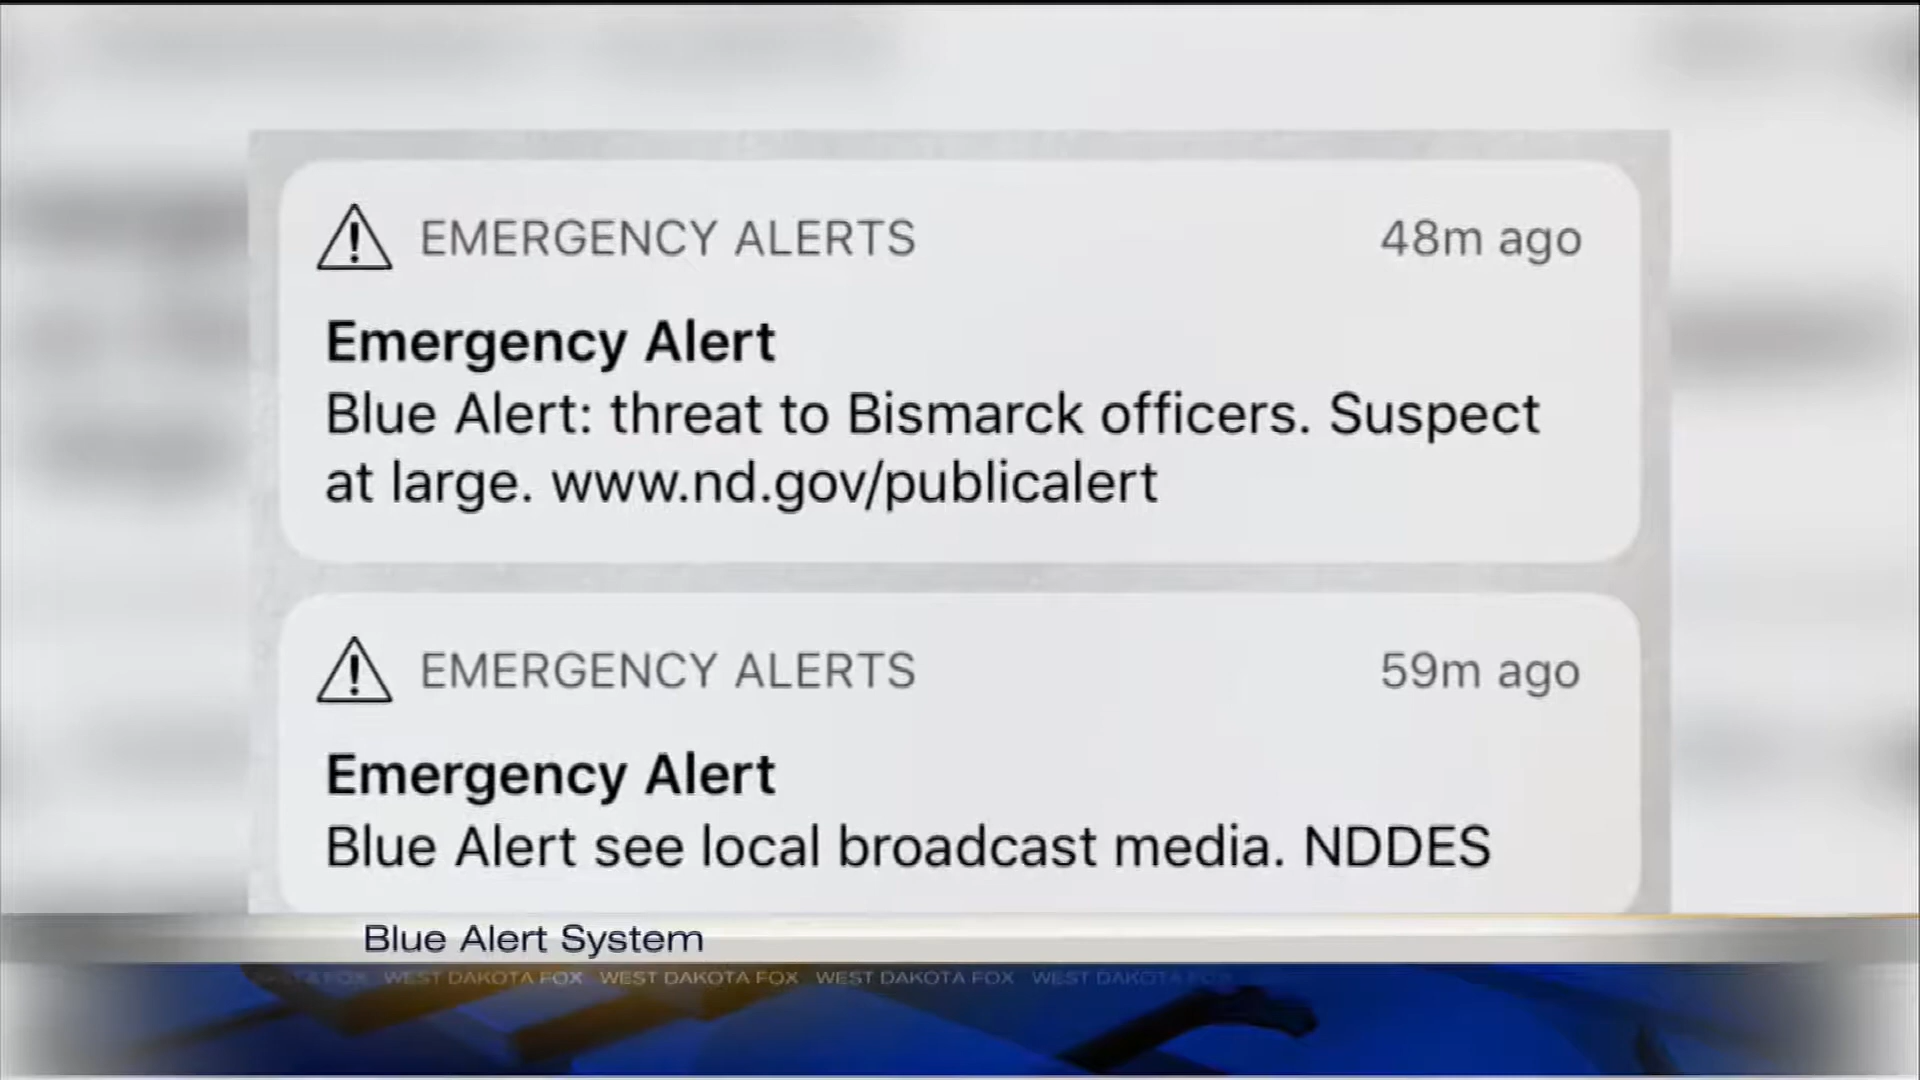 EMERGENCY ALERTS
48m ago
Emergency Alert
Blue Alert: threat to Bismarck officers. Suspect
at large. www.nd.gov/publicalert
EMERGENCY ALERTS
59m ago
Emergency Alert
Blue Alert see local broadcast media. NDDES
Blue Alert System
FOX WEST DAKOTA FOX WEST DAKOTA FOX WEST DAKOTA FOX WEST DAKOTA